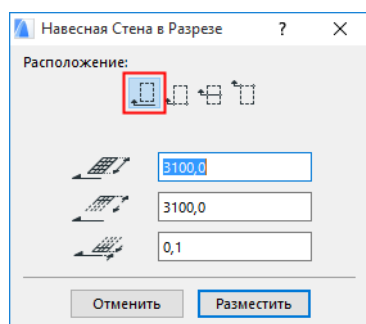 Навесная Стена в Разрезе ?
Расположение:
3100,0
3100,0
0,1
Отменить Разместить